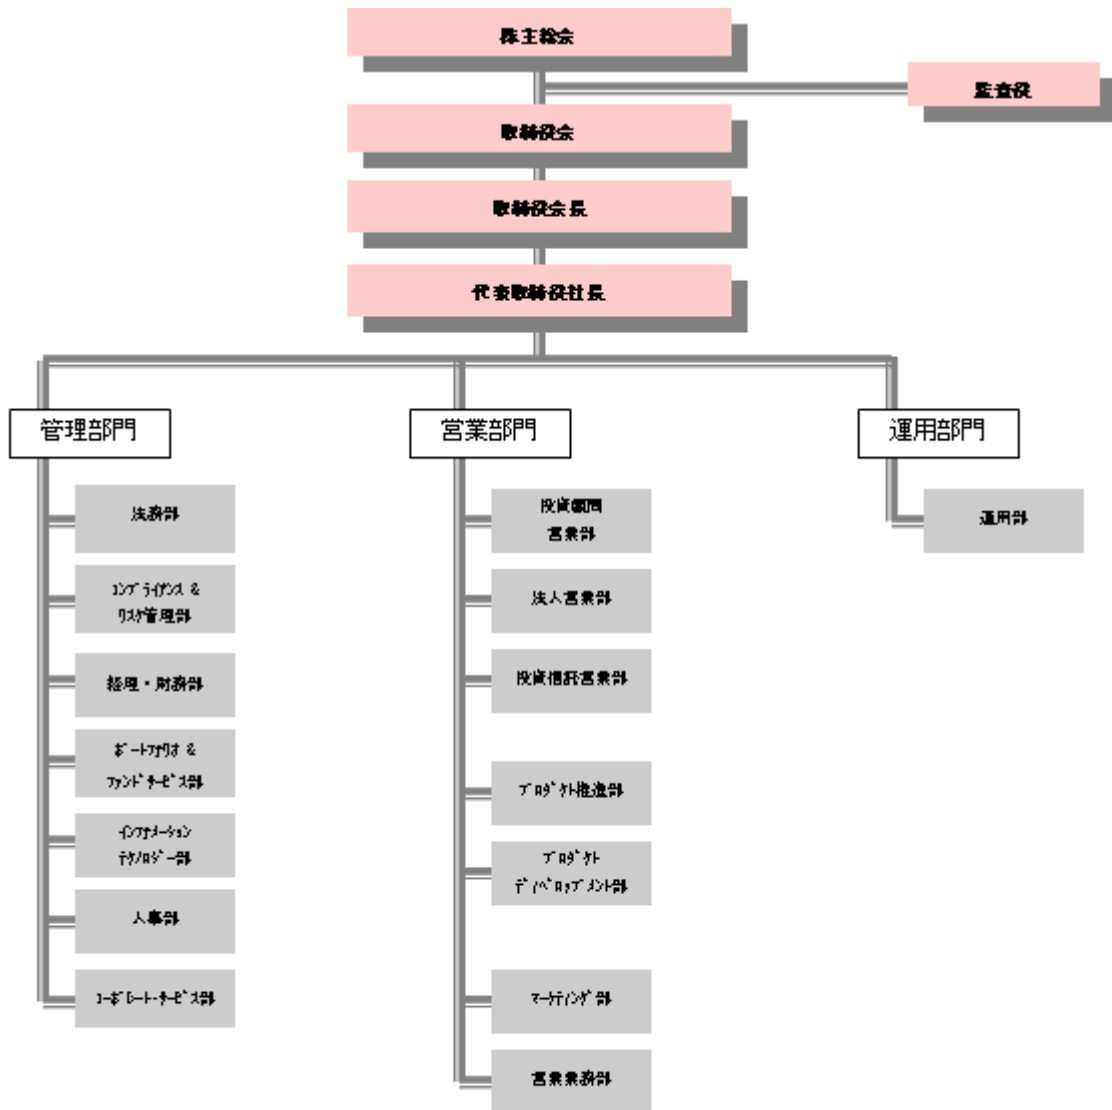 株主総会
監査役
取締役会
取締役会長
代表取締役社長
管理部門
営業部門
運用部門
法務部
コンプライアンス &
リスク管理部
経理・財務部
ポートフォリオ &
ファンドサービス部
インフォメーション
テクノロジー部
人事部
コーポレート・サービス部
投資顧問
営業部
法人営業部
投資信託営業部
プロダクト推進部
プロダクト
ディベロップメント部
マーケティング部
営業業務部
運用部